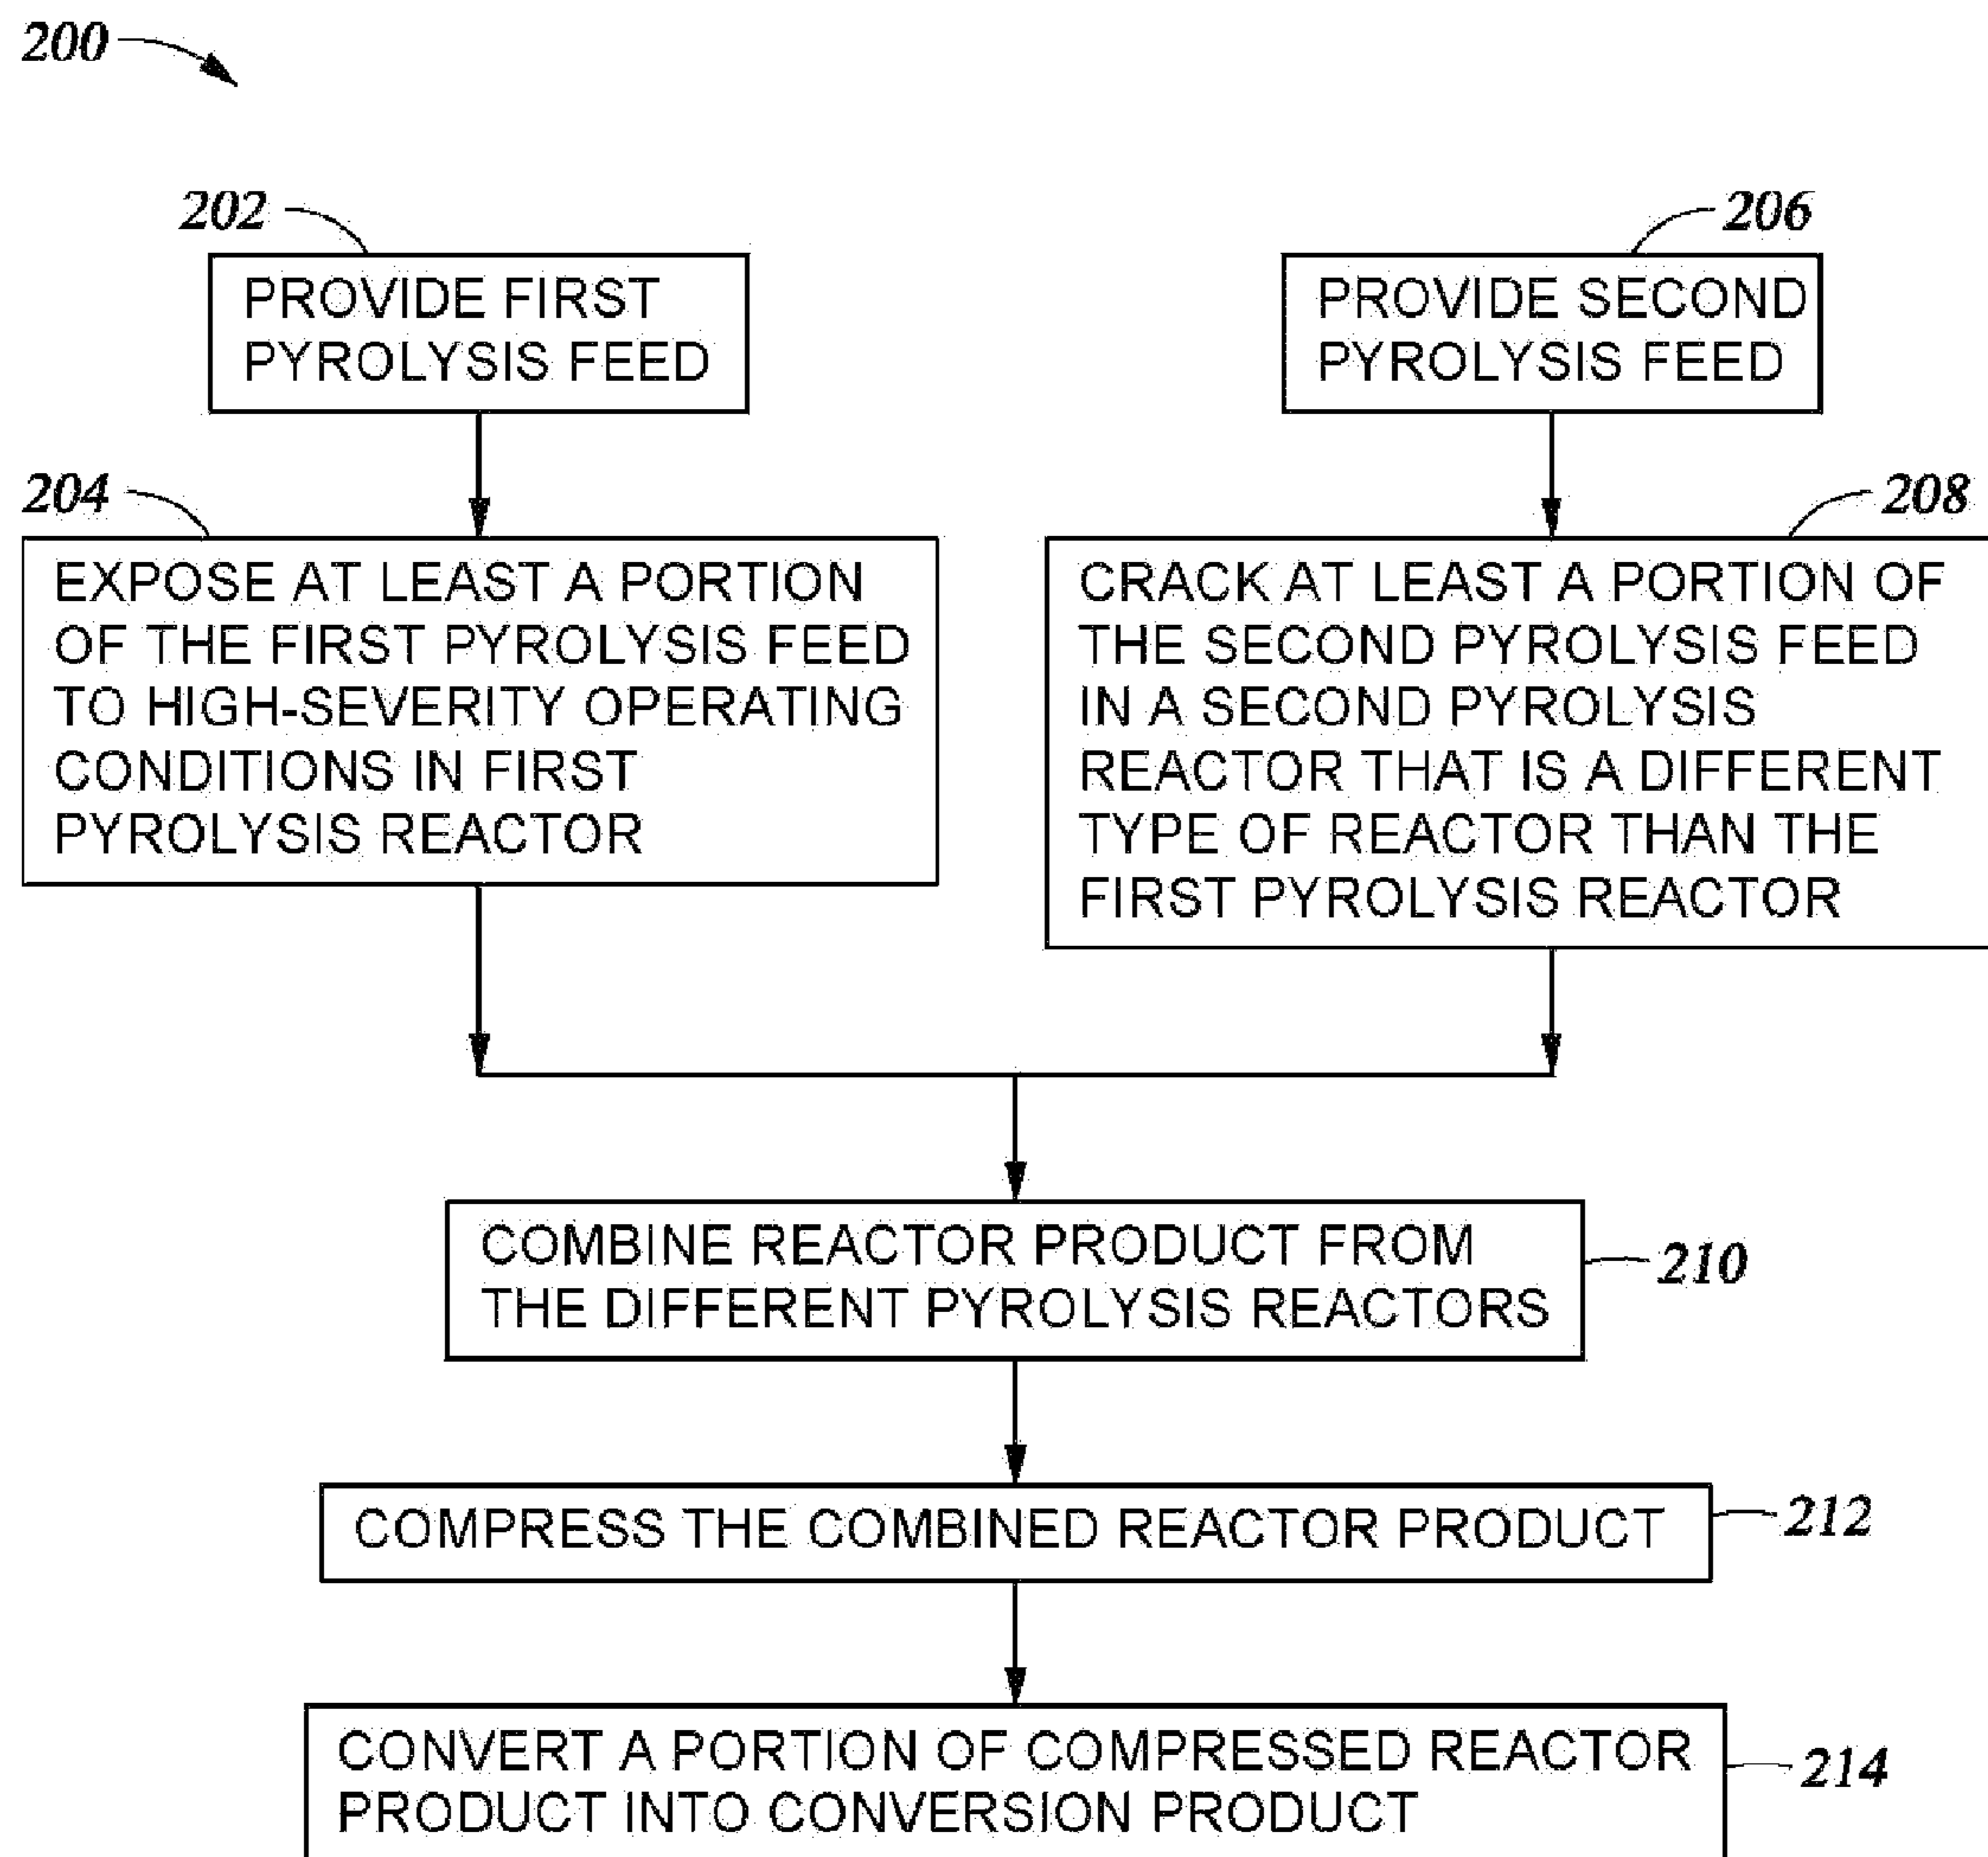 200
202
PROVIDE FIRST
PYROLYSIS FEED
206
PROVIDE SECOND
PYROLYSIS FEED
204
EXPOSE AT LEAST A PORTION
OF THE FIRST PYROLYSIS FEED
TO HIGH-SEVERITY OPERATING
CONDITIONS IN FIRST
PYROLYSIS REACTOR
208
CRACK AT LEAST A PORTION OF
THE SECOND PYROLYSIS FEED
IN A SECOND PYROLYSIS
REACTOR THAT IS A DIFFERENT
TYPE OF REACTOR THAN THE
FIRST PYROLYSIS REACTOR
COMBINE REACTOR PRODUCT FROM
THE DIFFERENT PYROLYSIS REACTORS
210
COMPRESS THE COMBINED REACTOR PRODUCT
212
CONVERT A PORTION OF COMPRESSED REACTOR
PRODUCT INTO CONVERSION PRODUCT
214